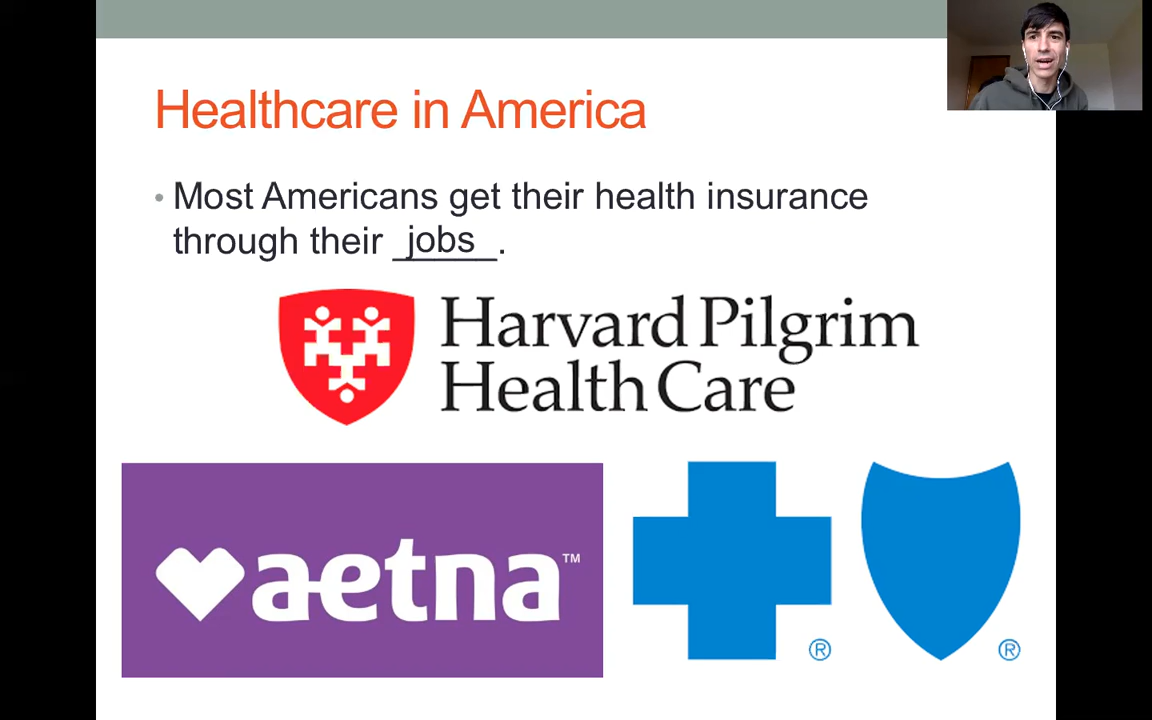 Healthcare in America
• Most Americans get their health insurance
through their _jobs_.
Harvard Pilgrim
Health Care
aetna™
® ®